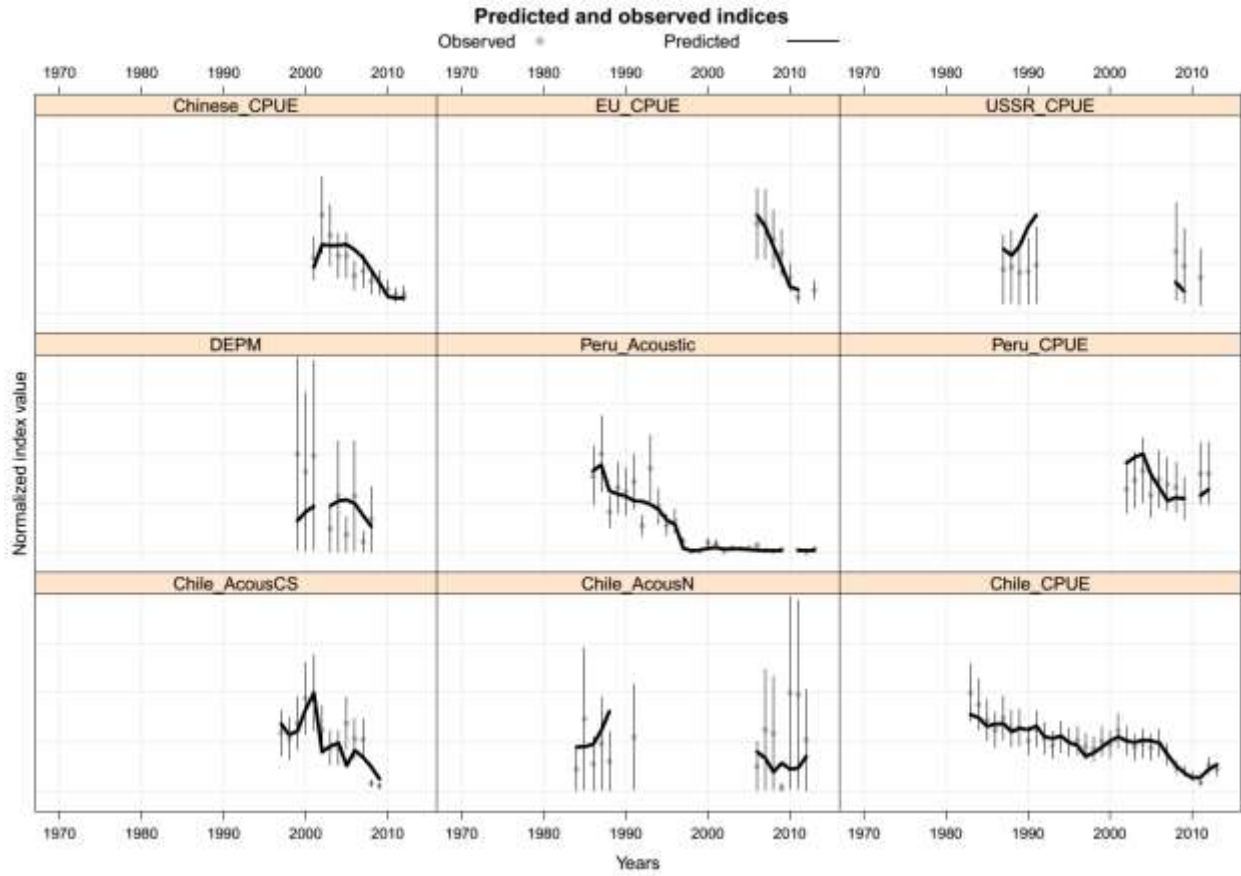 Predicted and observed indices
Observed Predicted
1970 1980 1990 2000 2010 1970 1980 1990 2000 2010 1970 1980 1990 2000 2010
Chinese_CPUE EU_CPUE USSR_CPUE
DEPM Peru_Acoustic Peru_CPUE
Normalized index value
Chile_AcousCS Chile_AcousN Chile_CPUE
1970 1980 1990 2000 2010 1970 1980 1990 2000 2010 1970 1980 1990 2000 2010
Years